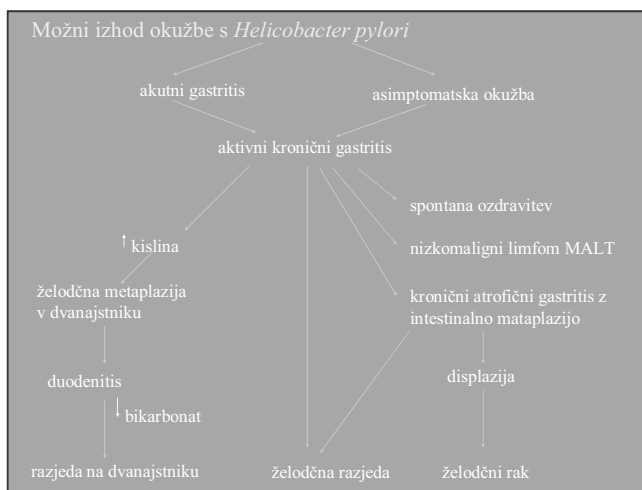 Možni izhod okužbe s Helicobacter pylori
akutni gastritis
asimptomatska okužba
aktivni kronični gastritis
spontana ozdravitev
↑ kislina
nizkomaligni limfom MALT
želodčna metaplazija
v dvanajstniku
kronični atrofični gastritis z
intestinalno mataplazijo
duodenitis
displazija
↓ bikarbonat
razjeda na dvanajstniku
želodčna razjeda
želodčni rak